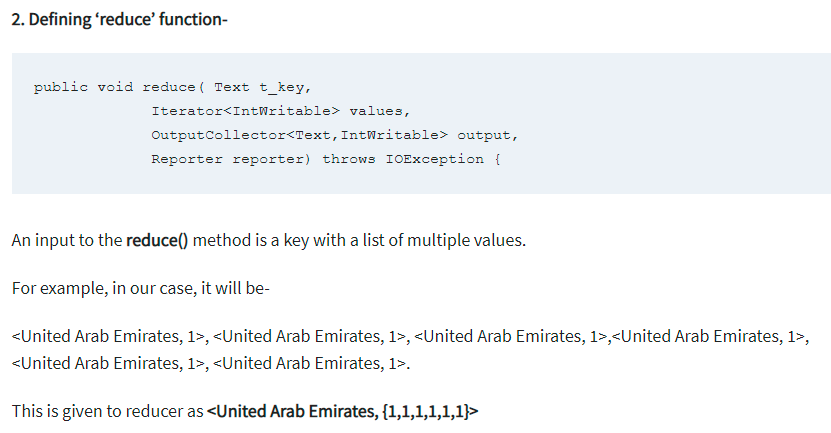 2. Defining ‘reduce’ function-
public void reduce( Text t_key,
Iterator<IntWritable> values,
OutputCollector<Text,IntWritable> output,
Reporter reporter) throws IOException {
An input to the reduce() method is a key with a list of multiple values.
For example, in our case, it will be-
<United Arab Emirates, 1>, <United Arab Emirates, 1>, <United Arab Emirates, 1>,<United Arab Emirates, 1>,
<United Arab Emirates, 1>, <United Arab Emirates, 1>.
This is given to reducer as <United Arab Emirates, {1,1,1,1,1,1}>